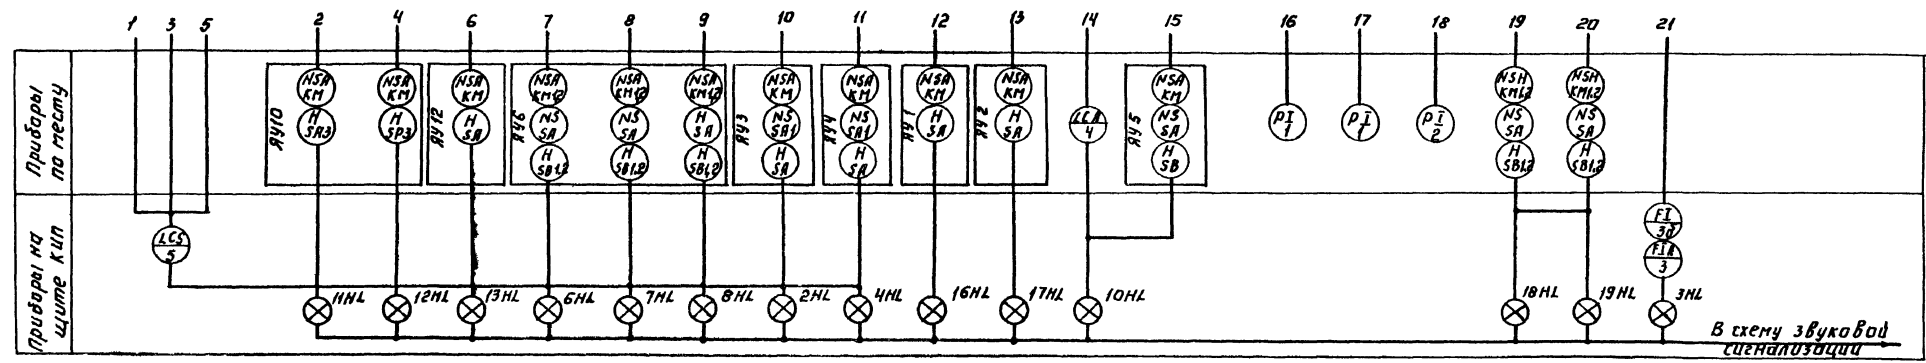 1 3 5 2 4 6 7 8 9 10 11 12 13 14 15 16 17 18 19 20 21
Приборы
по месту
ЯУ10
NSA
KM
H
SA3
NSA
KM
H
SP3
ЯУ12
NSA
KM
H
SA
ЯУ6
NSA
KM1,2
NS
SA
H
SB1,2
NSA
KM1,2
NS
SA
H
SB1,2
NSA
KM1,2
H
SA
H
SB1,2
ЯУ3
NSA
KM
NS
SA1
H
SA
ЯУ4
NSA
KM
NS
SA1
H
SA
ЯУ1
NSA
KM
H
SA
ЯУ2
NSA
KM
H
SA
LCA
4
ЯУ5
NSA
KM
NS
SA
H
SB
PI
1
PI
1
PI
2
NSH
KM1,2
NS
SA
H
SB1,2
NSH
KM1,2
NS
SA
H
SB1,2
Приборы на
щите КИП
LCS
5
FI
3д
FIA
3
11HL 12HL 13HL 6HL 7HL 8HL 2HL 4HL 16HL 17HL 10HL 18HL 19HL 3HL
В схему звуковой
сигнализации